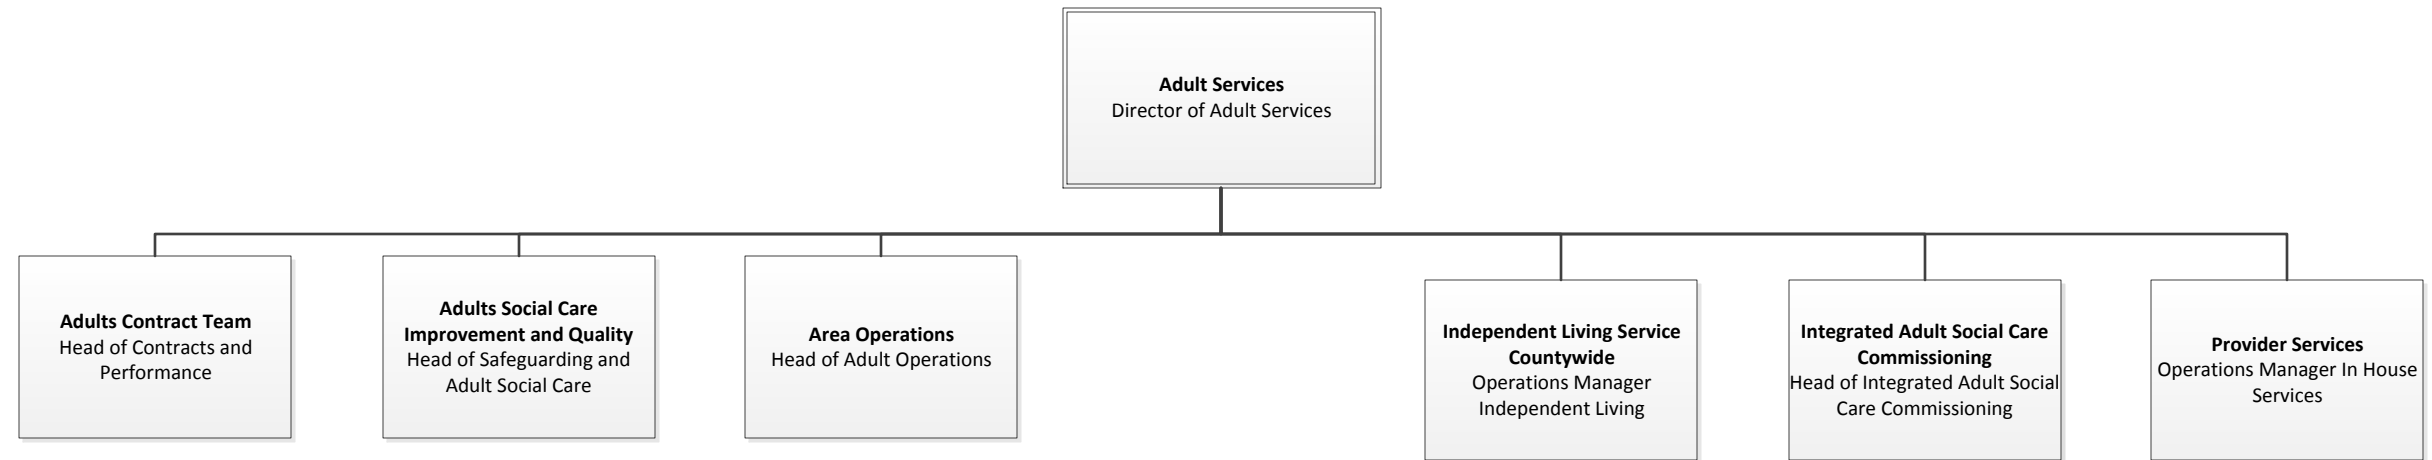 Adult Services
Director of Adult Services
Adults Contract Team
Head of Contracts and
Performance
Adults Social Care
Improvement and Quality
Head of Safeguarding and
Adult Social Care
Area Operations
Head of Adult Operations
Independent Living Service
Countywide
Operations Manager
Independent Living
Integrated Adult Social Care
Commissioning
Head of Integrated Adult Social
Care Commissioning
Provider Services
Operations Manager In House
Services